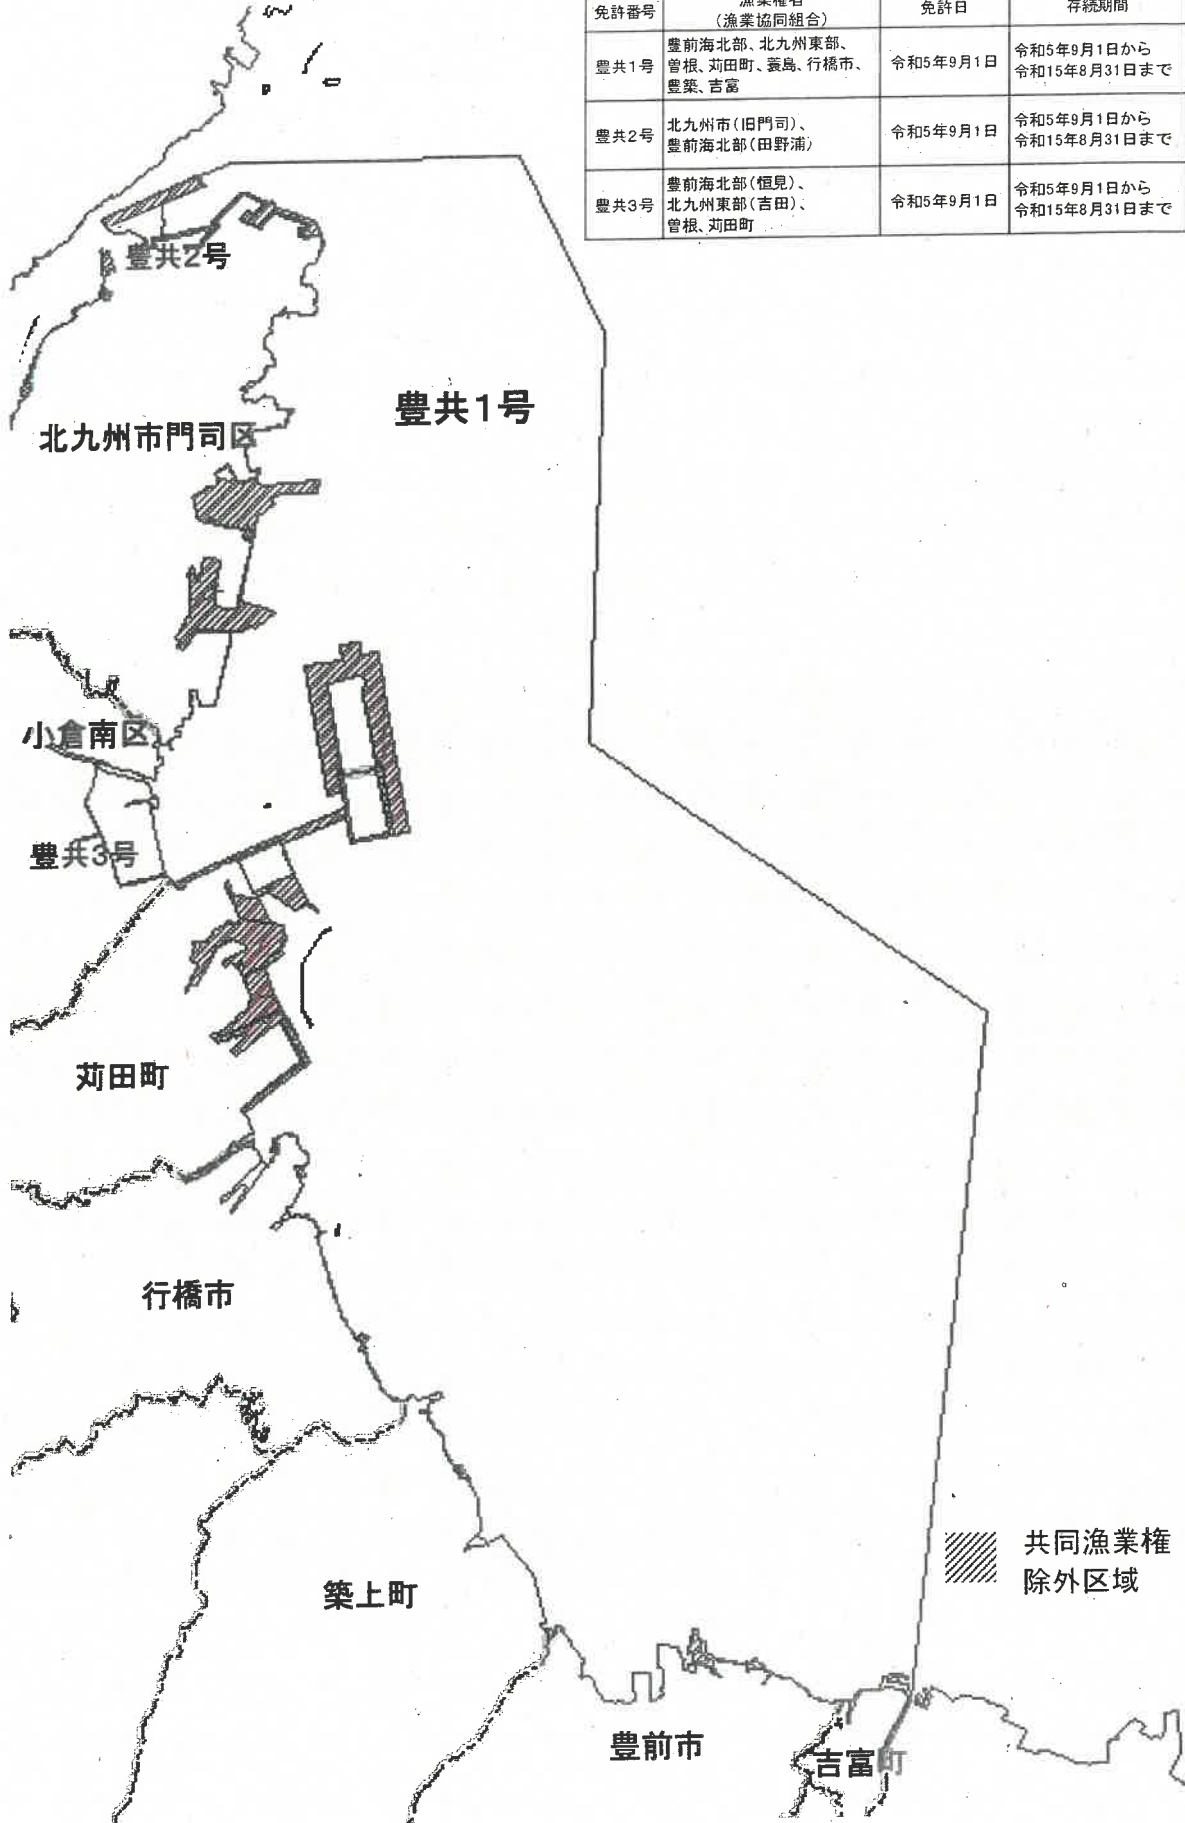 免許番号
漁業権者
(漁業協同組合)
免許日
存続期間
豊共1号
豊前海北部、北九州東部、
曽根、苅田町、蓑島、行橋市、
豊築、吉富
令和5年9月1日
令和5年9月1日から
令和15年8月31日まで
豊共2号
北九州市(旧門司)、
豊前海北部(田野浦)
令和5年9月1日
令和5年9月1日から
令和15年8月31日まで
豊共3号
豊前海北部(恒見)、
北九州東部(吉田)、
曽根、苅田町
令和5年9月1日
令和5年9月1日から
令和15年8月31日まで
豊共2号
豊共1号
北九州市門司区
小倉南区
豊共3号
苅田町
行橋市
築上町
豊前市
吉富町
共同漁業権
除外区域